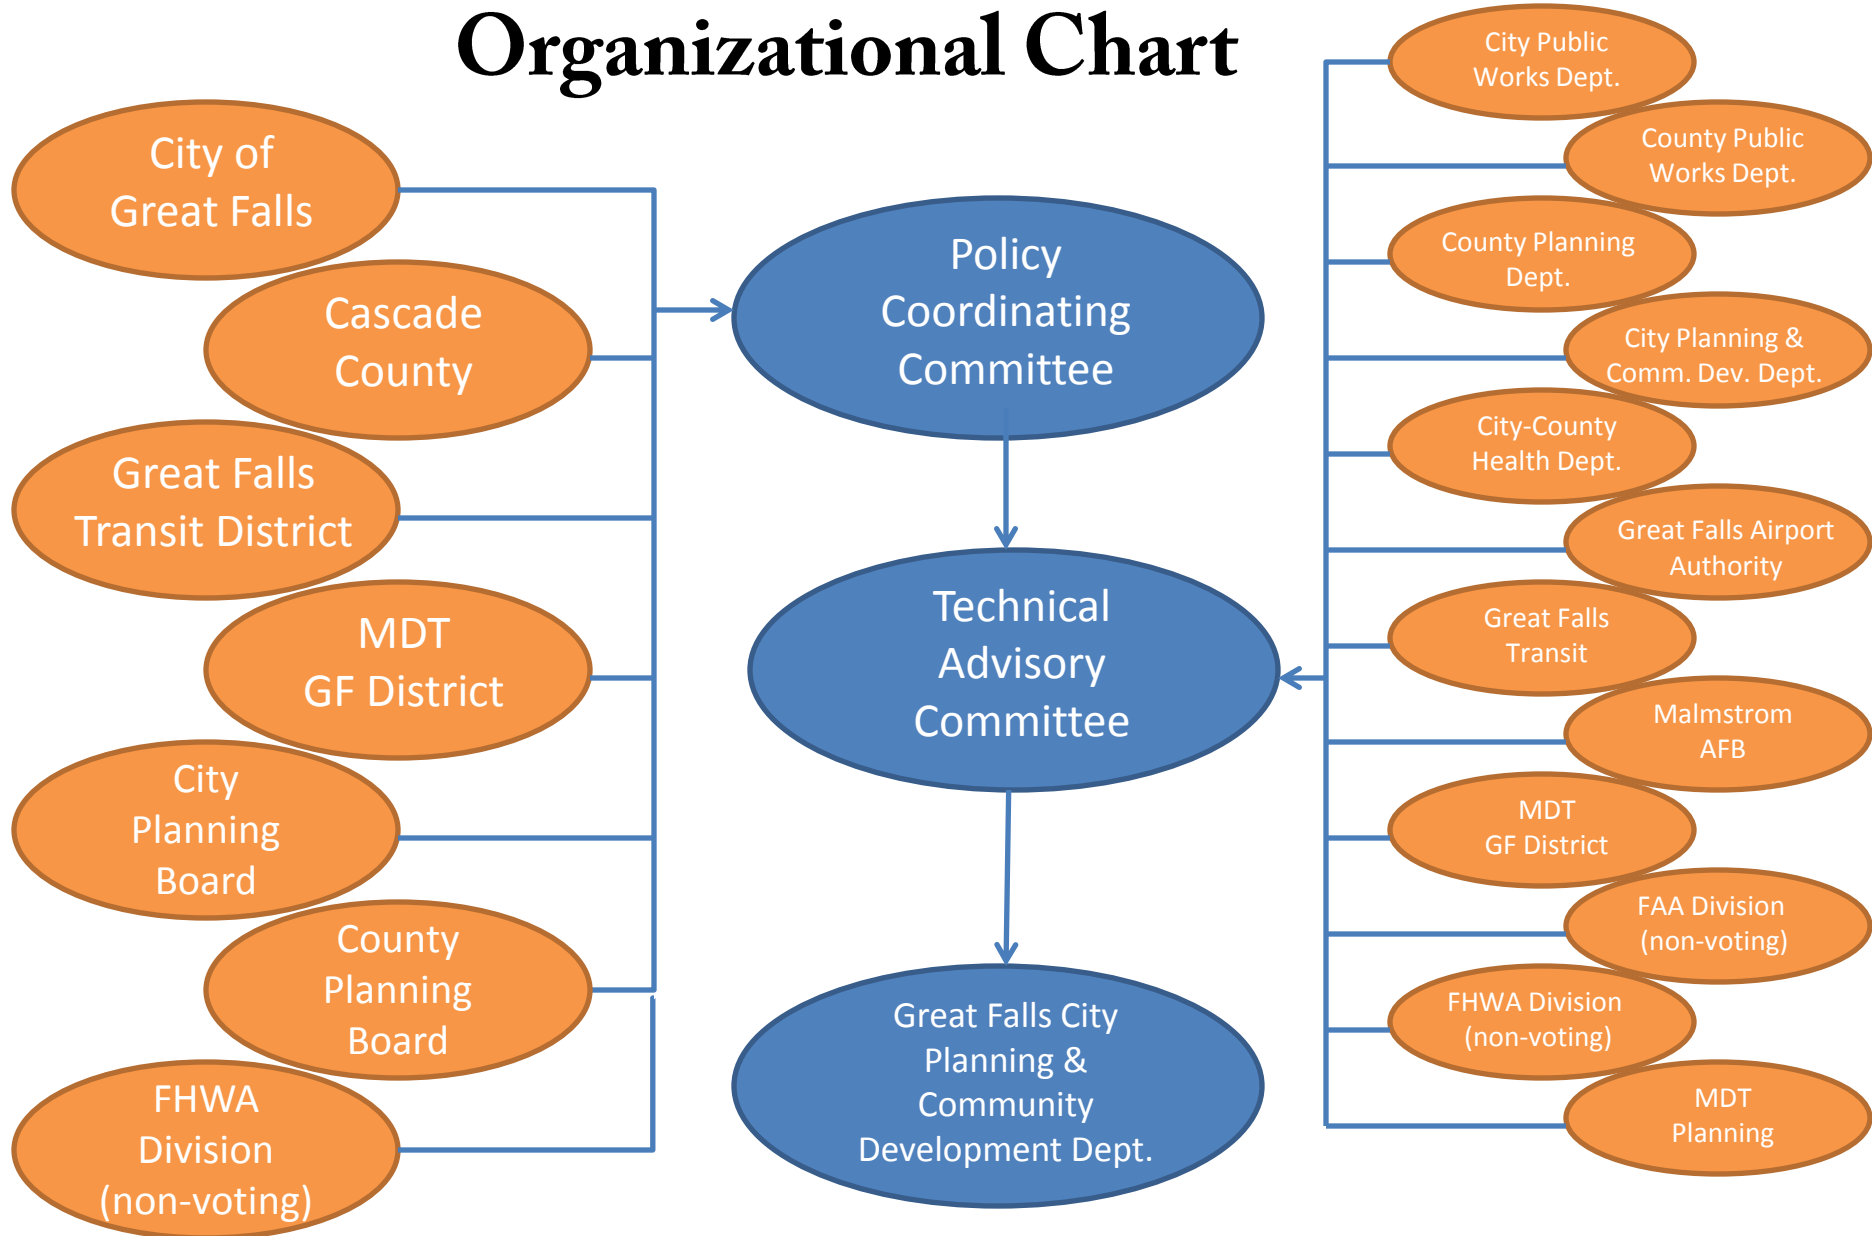 Organizational Chart
City of
Great Falls
Cascade
County
Great Falls
Transit District
MDT
GF District
City
Planning
Board
County
Planning
Board
FHWA
Division
(non-voting)
Policy
Coordinating
Committee
Technical
Advisory
Committee
Great Falls City
Planning &
Community
Development Dept.
City Public
Works Dept.
County Public
Works Dept.
County Planning
Dept.
City Planning &
Comm. Dev. Dept.
City-County
Health Dept.
Great Falls Airport
Authority
Great Falls
Transit
Malmstrom
AFB
MDT
GF District
FAA Division
(non-voting)
FHWA Division
(non-voting)
MDT
Planning